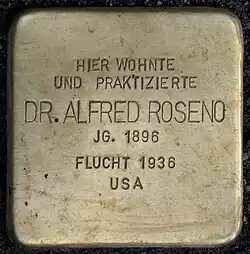 HIER WOHNTE
UND PRAKTIZIERTE
DR. ALFRED ROSENO
JG. 1896
FLUCHT 1936
USA